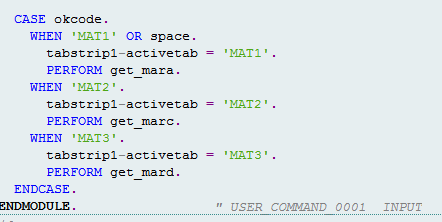 CASE okcode.
WHEN 'MAT1' OR space.
tabstrip1-activetab = 'MAT1'.
PERFORM get_mara.
WHEN 'MAT2'.
tabstrip1-activetab = 'MAT2'.
PERFORM get_marc.
WHEN 'MAT3'.
tabstrip1-activetab = 'MAT3'.
PERFORM get_mard.
ENDCASE.
ENDMODULE. " USER_COMMAND_0001 INPUT